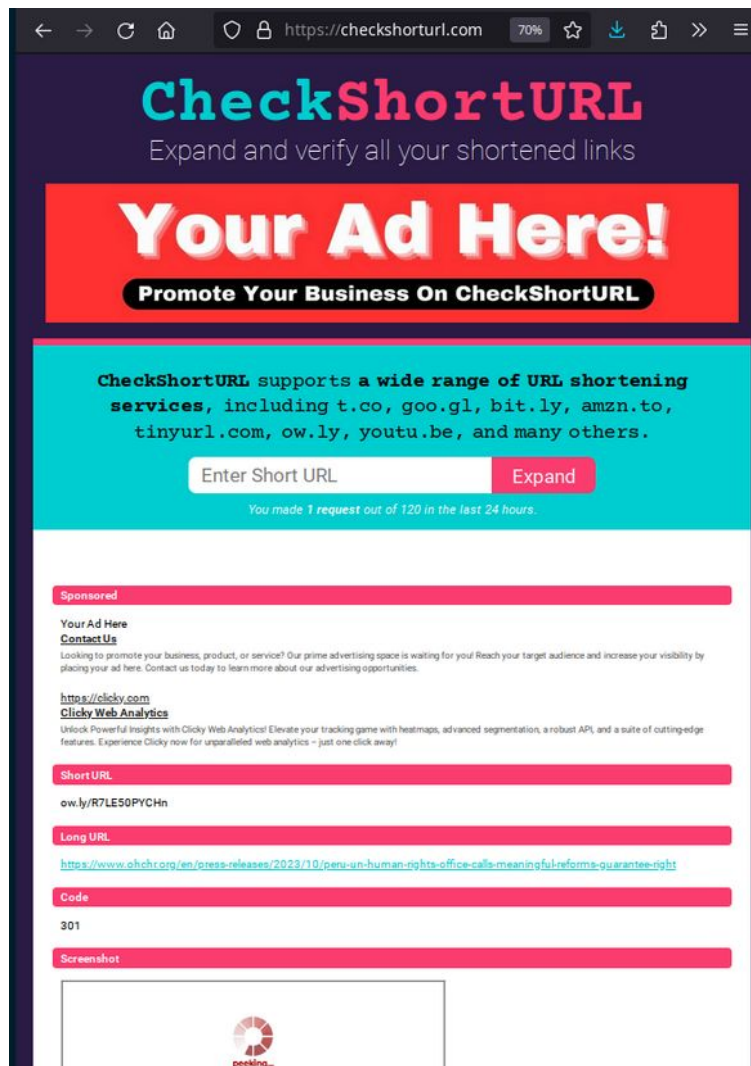 https://checkshorturl.com
70%
CheckShortURL
Expand and verify all your shortened links
Your Ad Here!
Promote Your Business On CheckShortURL
CheckShortURL supports a wide range of URL shortening
services, including t.co, goo.gl, bit.ly, amzn.to,
tinyurl.com, ow.ly, youtu.be, and many others.
Enter Short URL
Expand
You made 1 request out of 120 in the last 24 hours.
Sponsored
Your Ad Here
Contact Us
Looking to promote your business, product, or service? Our prime advertising space is waiting for you! Reach your target audience and increase your visibility by
placing your ad here. Contact us today to learn more about our advertising opportunities.
https://clicky.com
Clicky Web Analytics
Unlock Powerful Insights with Clicky Web Analytics! Elevate your tracking game with heatmaps, advanced segmentation, a robust API, and a suite of cutting-edge
features. Experience Clicky now for unparalleled web analytics – just one click away!
Short URL
ow.ly/R7LE50PYCHn
Long URL
https://www.ohchr.org/en/press-releases/2023/10/peru-un-human-rights-office-calls-meaningful-reforms-guarantee-right
Code
301
Screenshot
peeking...